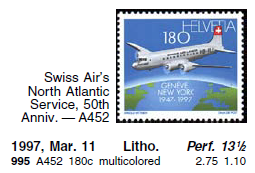 HELVETIA
180
GENÈVE
NEW YORK
1947-1997
Swiss Air's
North Atlantic
Service, 50th
Anniv. — A452
1997, Mar. 11 Litho. Perf. 13½
995 A452 180c multicolored 2.75 1.10